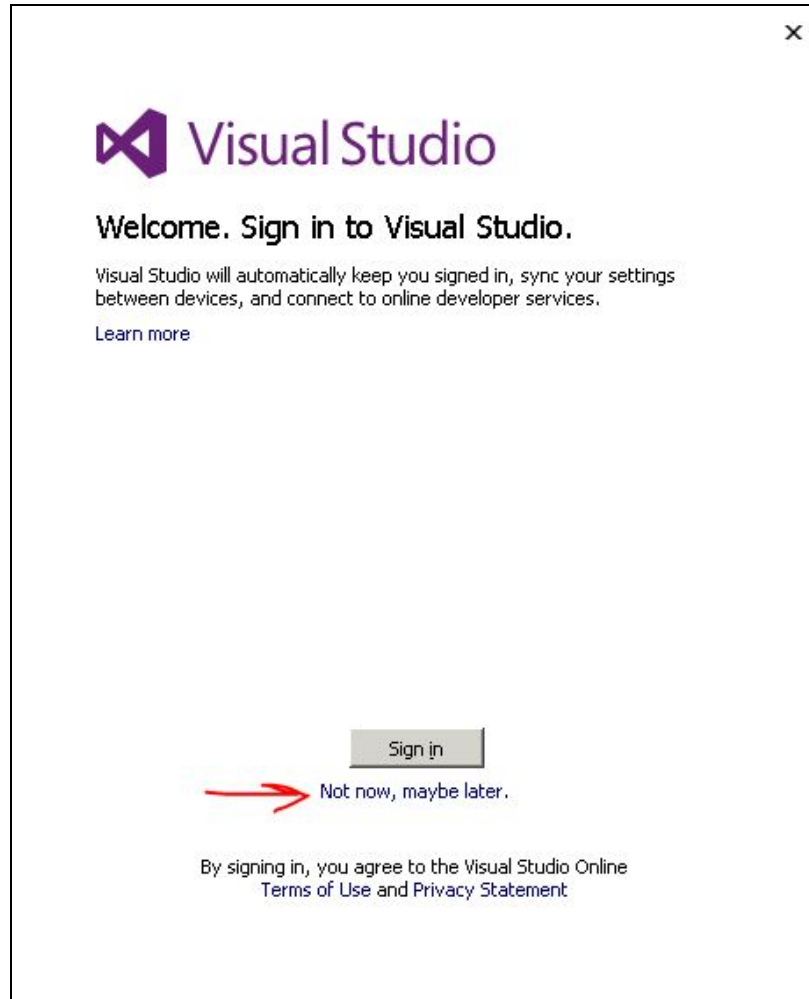 Visual Studio
Welcome. Sign in to Visual Studio.
Visual Studio will automatically keep you signed in, sync your settings
between devices, and connect to online developer services.
Learn more
Sign in
Not now, maybe later.
By signing in, you agree to the Visual Studio Online
Terms of Use and Privacy Statement